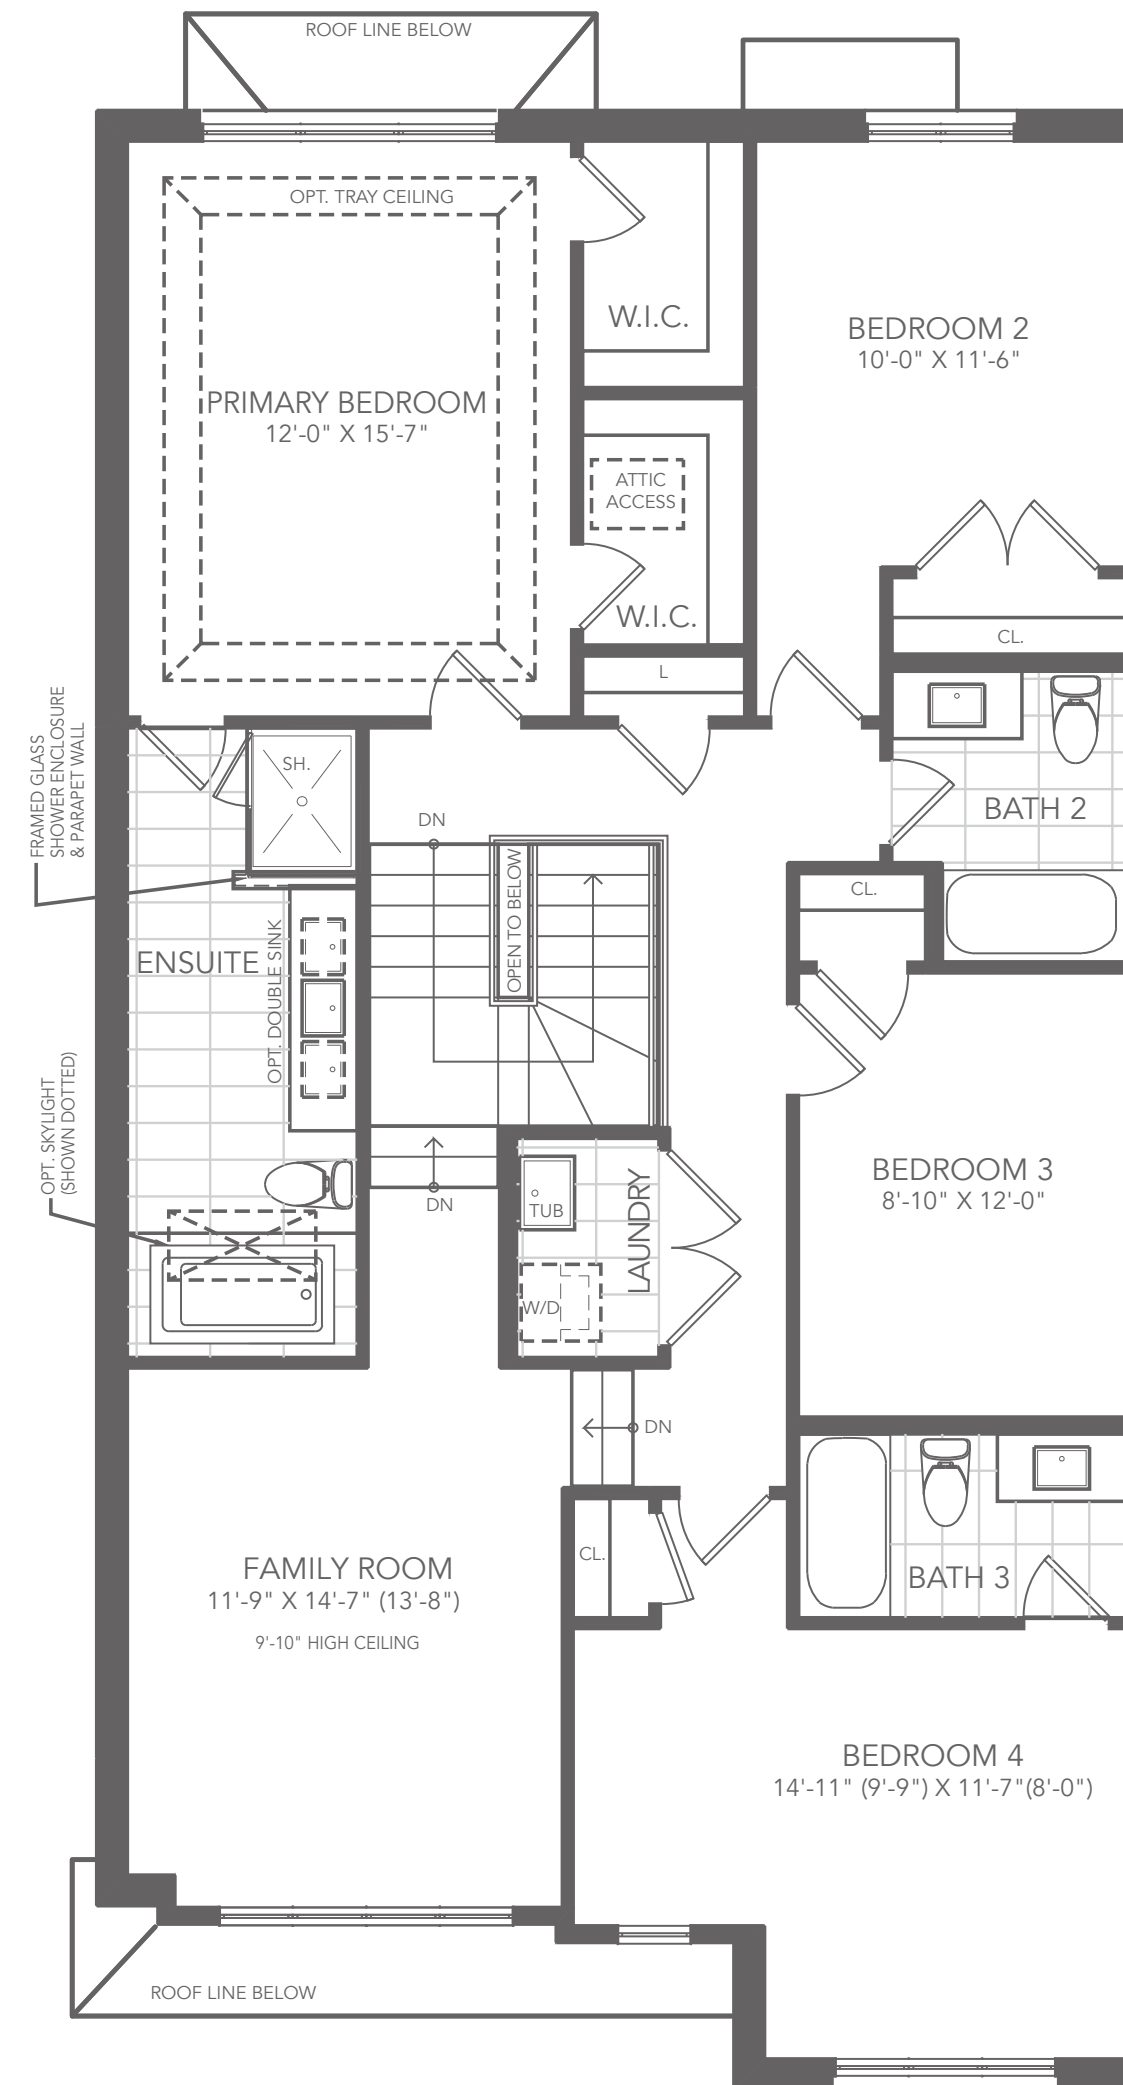 ROOF LINE BELOW
OPT. TRAY CEILING
W.I.C.
BEDROOM 2
10'-0" X 11'-6"
PRIMARY BEDROOM
12'-0" X 15'-7"
ATTIC
ACCESS
W.I.C.
CL.
L
FRAMED GLASS
SHOWER ENCLOSURE
& PARAPET WALL
SH.
BATH 2
DN
OPEN TO BELOW
CL.
ENSUITE
OPT. DOUBLE SINK
OPT. SKYLIGHT
(SHOWN DOTTED)
BEDROOM 3
8'-10" X 12'-0"
DN
TUB
LAUNDRY
W/D
DN
CL.
FAMILY ROOM
11'-9" X 14'-7" (13'-8")
9'-10" HIGH CEILING
BATH 3
BEDROOM 4
14'-11" (9'-9") X 11'-7"(8'-0")
ROOF LINE BELOW